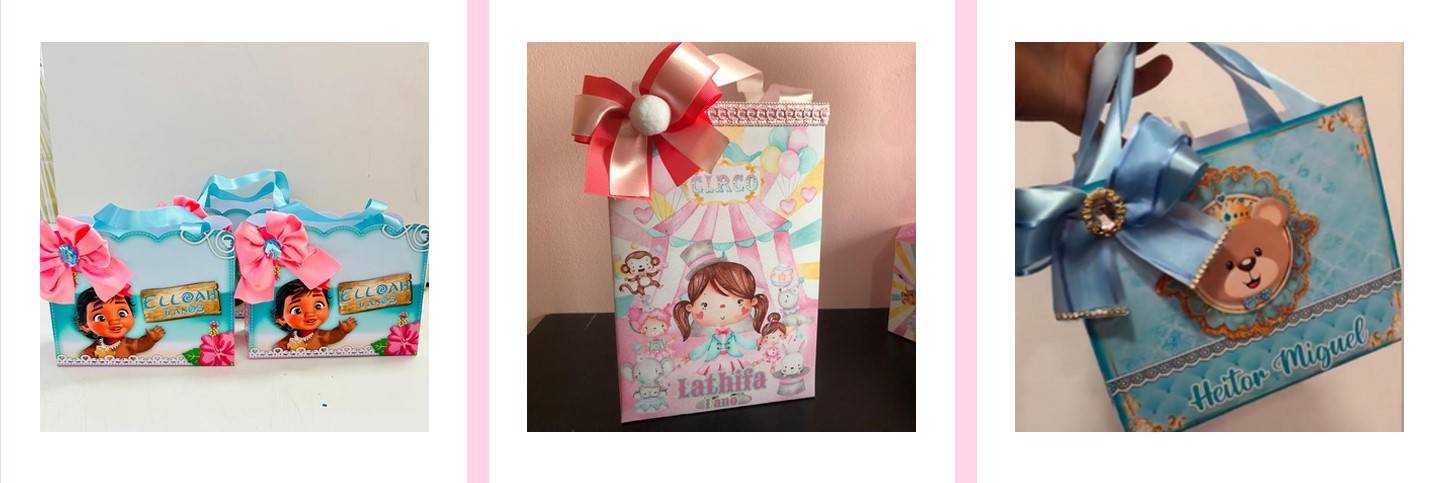 ELLOAH
ELLOAH
CIRCO
Lathifa
1 ano
Heitor Miguel